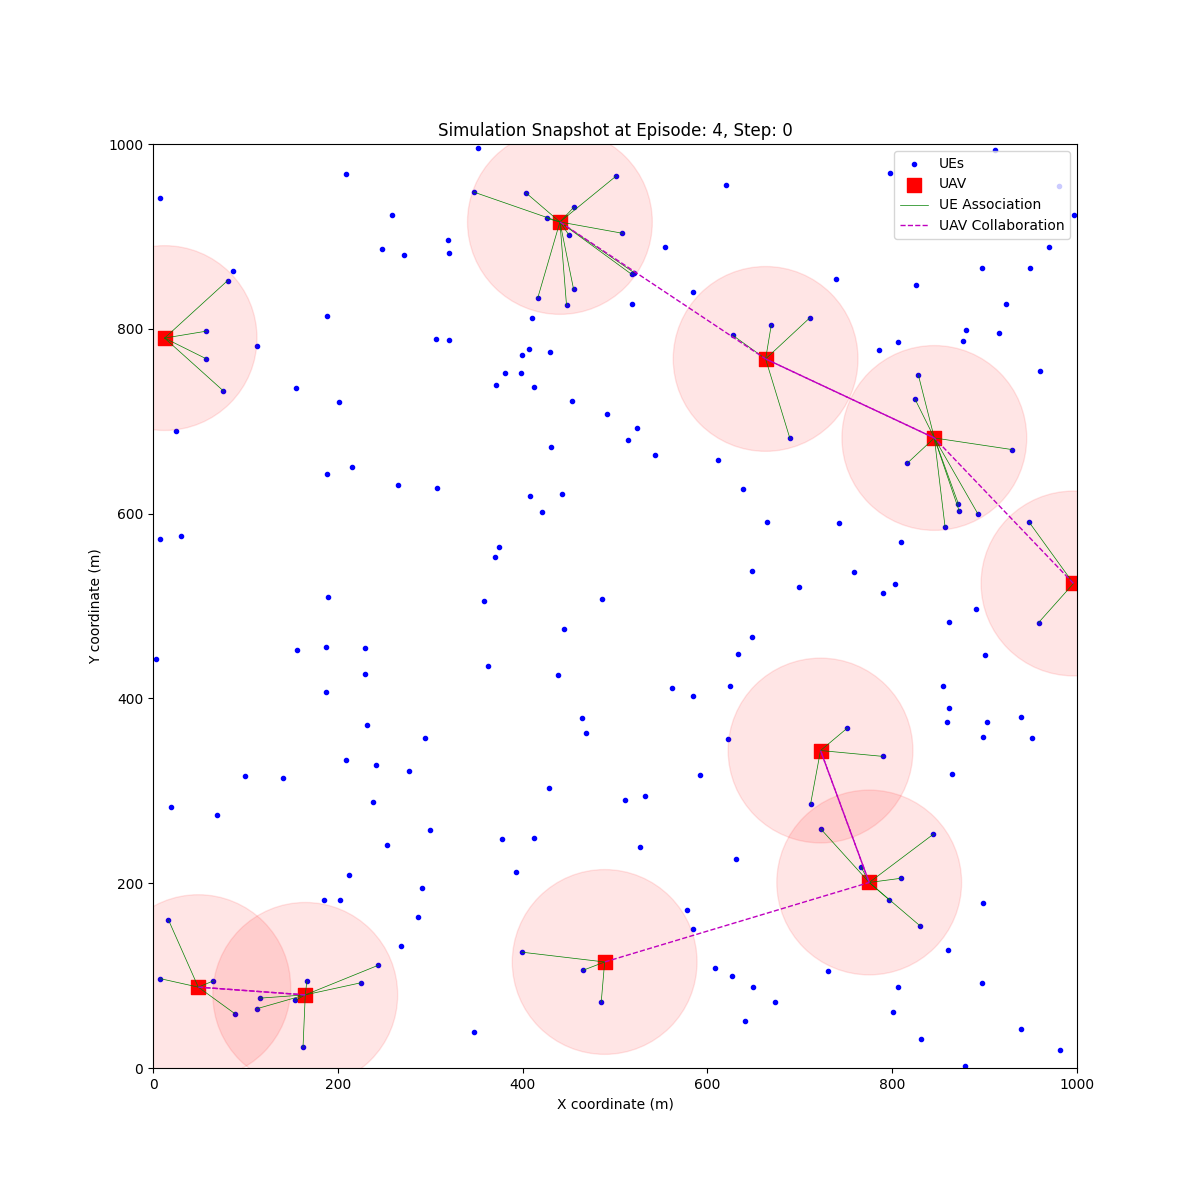 Simulation Snapshot at Episode: 4, Step: 0
1000
800
600
400
200
0
Y coordinate (m)
UEs
UAV
UE Association
UAV Collaboration
0 200 400 600 800 1000
X coordinate (m)